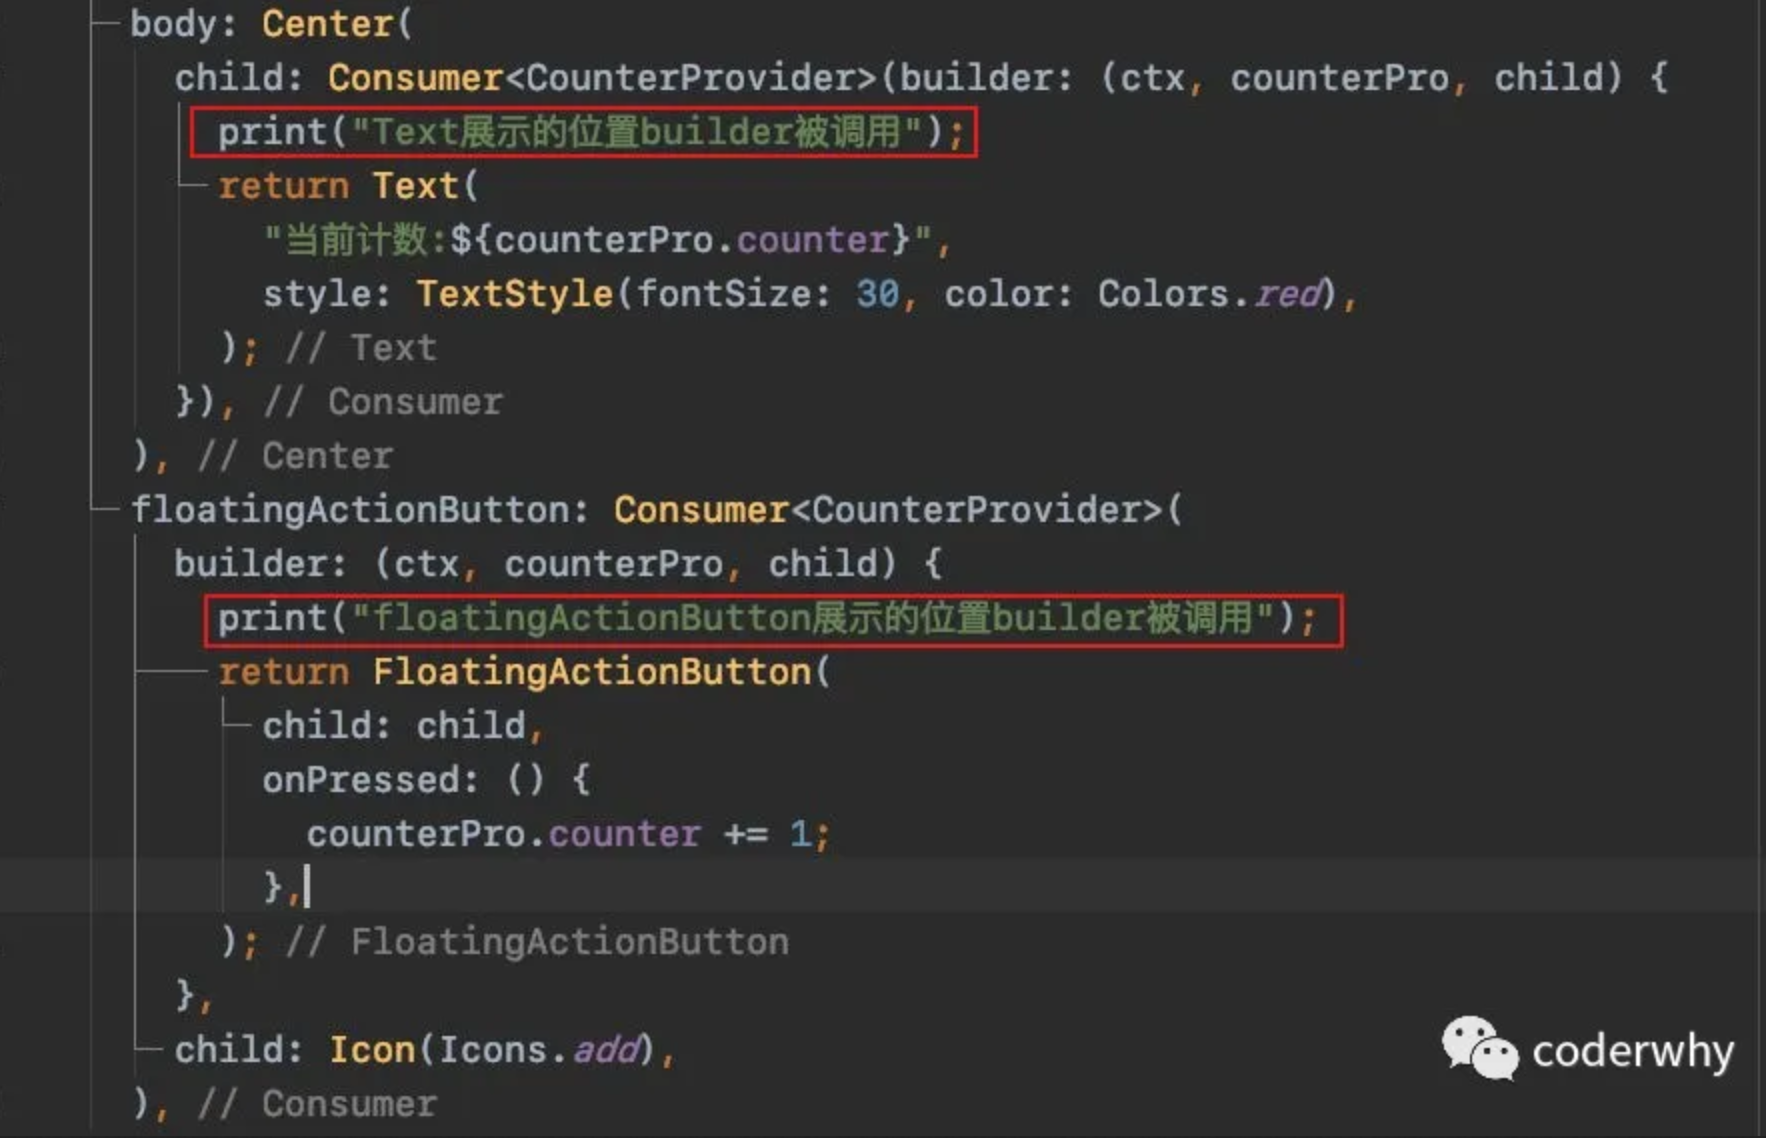 body: Center(
child: Consumer<CounterProvider>(builder: (ctx, counterPro, child) {
print("Text展示的位置builder被调用");
return Text(
"当前计数:${counterPro.counter}",
style: TextStyle(fontSize: 30, color: Colors.red),
); // Text
}), // Consumer
), // Center
floatingActionButton: Consumer<CounterProvider>(
builder: (ctx, counterPro, child) {
print("floatingActionButton展示的位置builder被调用");
return FloatingActionButton(
child: child,
onPressed: () {
counterPro.counter += 1;
},
); // FloatingActionButton
},
child: Icon(Icons.add),
), // Consumer
coderwhy